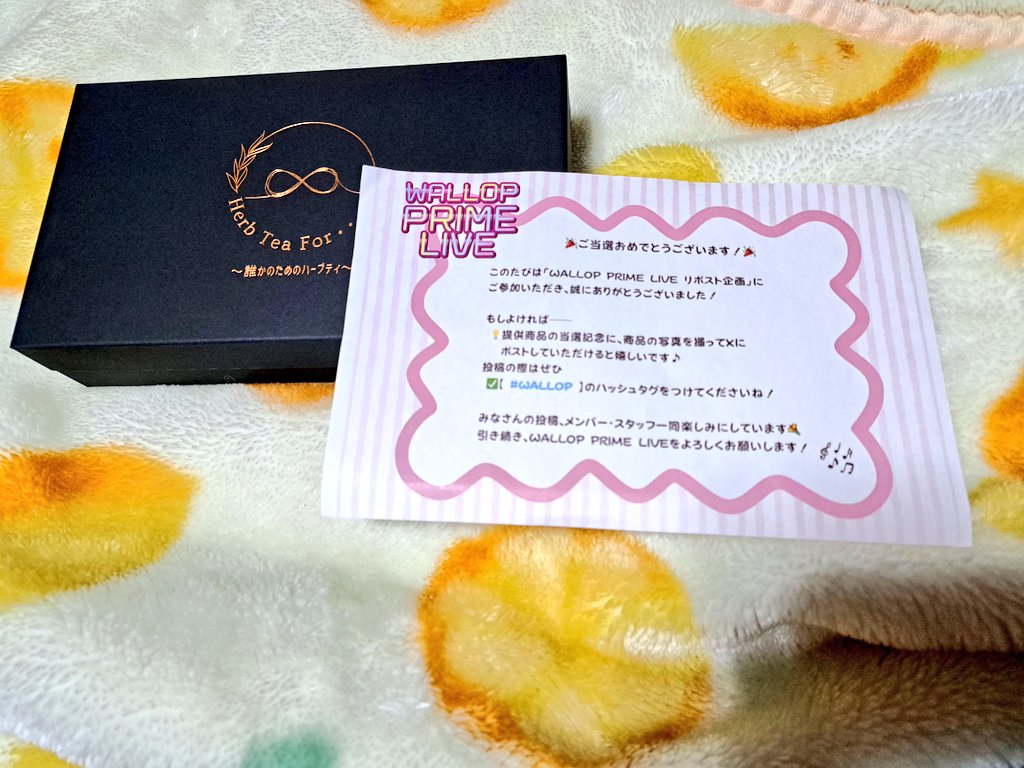 Herb Tea For・・
～誰かのためのハーブティ～
WALLOP
PRIME
LIVE
🎉ご当選おめでとうございます！🎉
このたびは「WALLOP PRIME LIVE リポスト企画」に
ご参加いただき、誠にありがとうございました！
もしよければ――
💡提供商品の当選記念に、商品の写真を撮ってXに
ポストしていただけると嬉しいです♪
投稿の際はぜひ
✅【 #WALLOP 】のハッシュタグをつけてくださいね！
みなさんの投稿、メンバー・スタッフ一同楽しみにしています🎉
引き続き、WALLOP PRIME LIVEをよろしくお願いします！